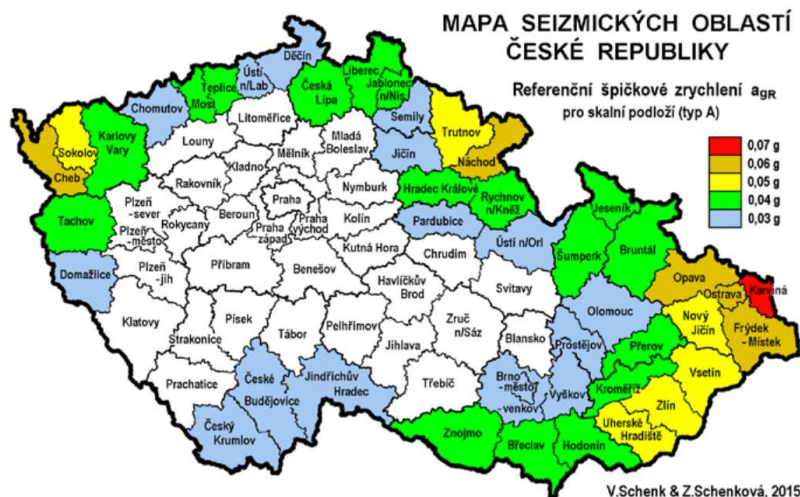 MAPA SEIZMICKÝCH OBLASTÍ
ČESKÉ REPUBLIKY
Referenční špičkové zrychlení agR
pro skalní podloží (typ A)
0,07 g
0,06 g
0,05 g
0,04 g
0,03 g
Děčín
Ústí
n/Lab
Teplice
Most
Chomutov
Česká
Lípa
Liberec
Jablonec
n/Nis
Semily
Trutnov
Náchod
Jičín
Litoměřice
Louny
Mělník
Mladá
Boleslav
Karlovy
Vary
Sokolov
Cheb
Kladno
Rakovník
Nymburk
Hradec Králové
Rychnov
n/Kněž
Praha
Praha
východ
Praha
západ
Beroun
Kolín
Pardubice
Ústí n/Orl
Plzeň
-sever
Rokycany
Plzeň
-město
Tachov
Kutná Hora
Chrudim
Jeseník
Šumperk
Bruntál
Domažlice
Plzeň
-jih
Příbram
Benešov
Svitavy
Opava
Ostrava
Karviná
Havlíčkův
Brod
Olomouc
Nový
Jičín
Frýdek
-Místek
Klatovy
Strakonice
Písek
Tábor
Pelhřimov
Jihlava
Zruč
n/Sáz
Blansko
Prostějov
Přerov
Vsetín
Prachatice
České
Budějovice
Jindřichův
Hradec
Třebíč
Brno
-město
-venkov
Vyškov
Kroměříž
Zlín
Uherské
Hradiště
Český
Krumlov
Znojmo
Břeclav
Hodonín
V.Schenk & Z.Schenková, 2015